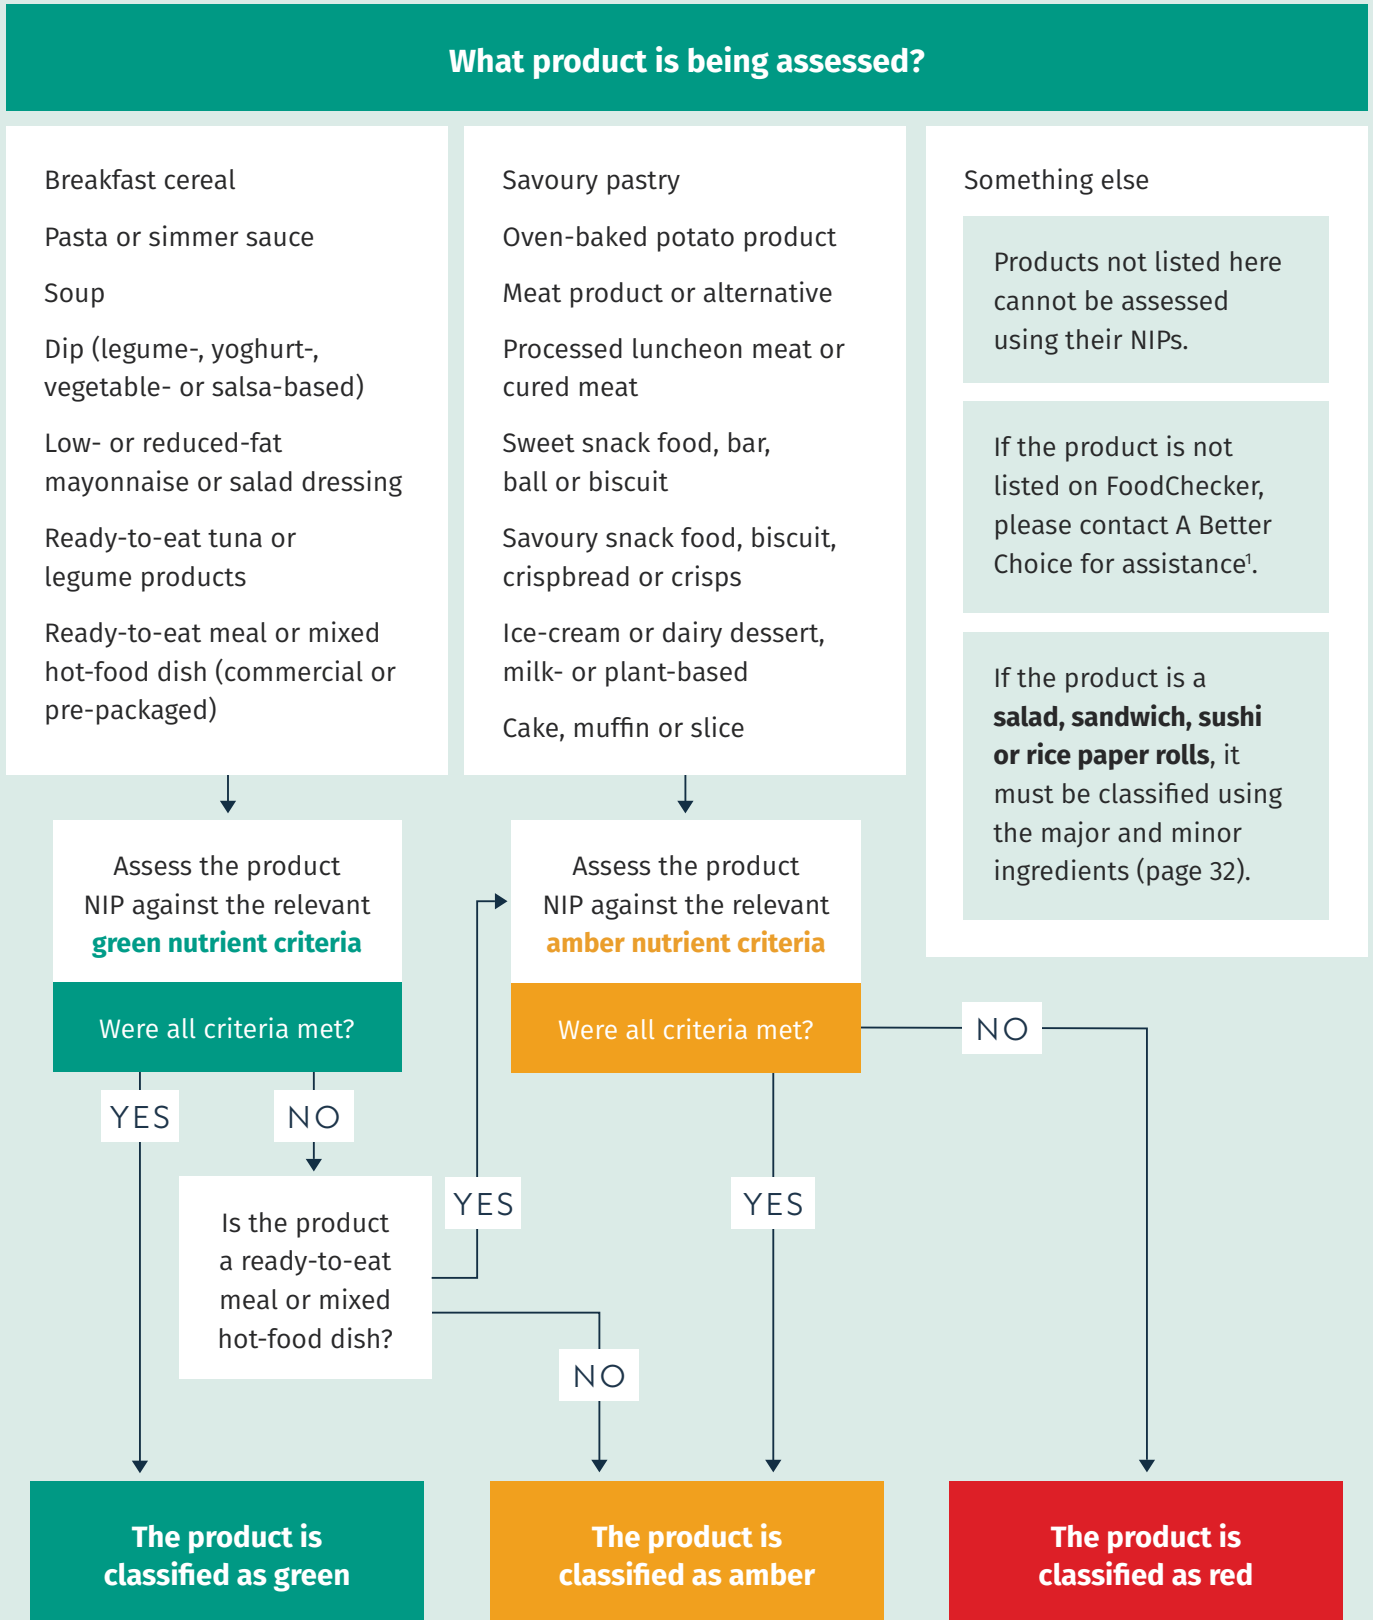 What product is being assessed?
Breakfast cereal
Pasta or simmer sauce
Soup
Dip (legume-, yoghurt-,
vegetable- or salsa-based)
Low- or reduced-fat
mayonnaise or salad dressing
Ready-to-eat tuna or
legume products
Ready-to-eat meal or mixed
hot-food dish (commercial or
pre-packaged)
Savoury pastry
Oven-baked potato product
Meat product or alternative
Processed luncheon meat or
cured meat
Sweet snack food, bar,
ball or biscuit
Savoury snack food, biscuit,
crispbread or crisps
Ice-cream or dairy dessert,
milk- or plant-based
Cake, muffin or slice
Something else
Products not listed here
cannot be assessed
using their NIPs.
If the product is not
listed on FoodChecker,
please contact A Better
Choice for assistance¹.
If the product is a
salad, sandwich, sushi
or rice paper rolls, it
must be classified using
the major and minor
ingredients (page 32).
Assess the product
NIP against the relevant
green nutrient criteria
Were all criteria met?
Assess the product
NIP against the relevant
amber nutrient criteria
Were all criteria met?
NO
YES
NO
Is the product
a ready-to-eat
meal or mixed
hot-food dish?
YES
YES
NO
The product is
classified as green
The product is
classified as amber
The product is
classified as red